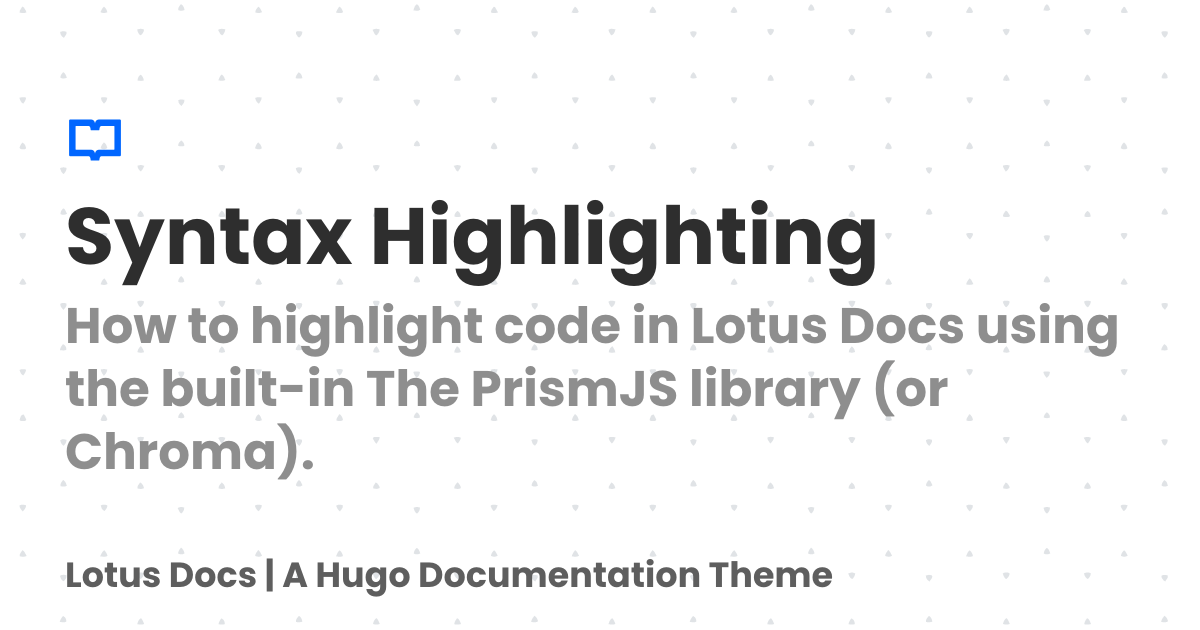 Syntax Highlighting
How to highlight code in Lotus Docs using
the built-in The PrismJS library (or
Chroma).
Lotus Docs | A Hugo Documentation Theme